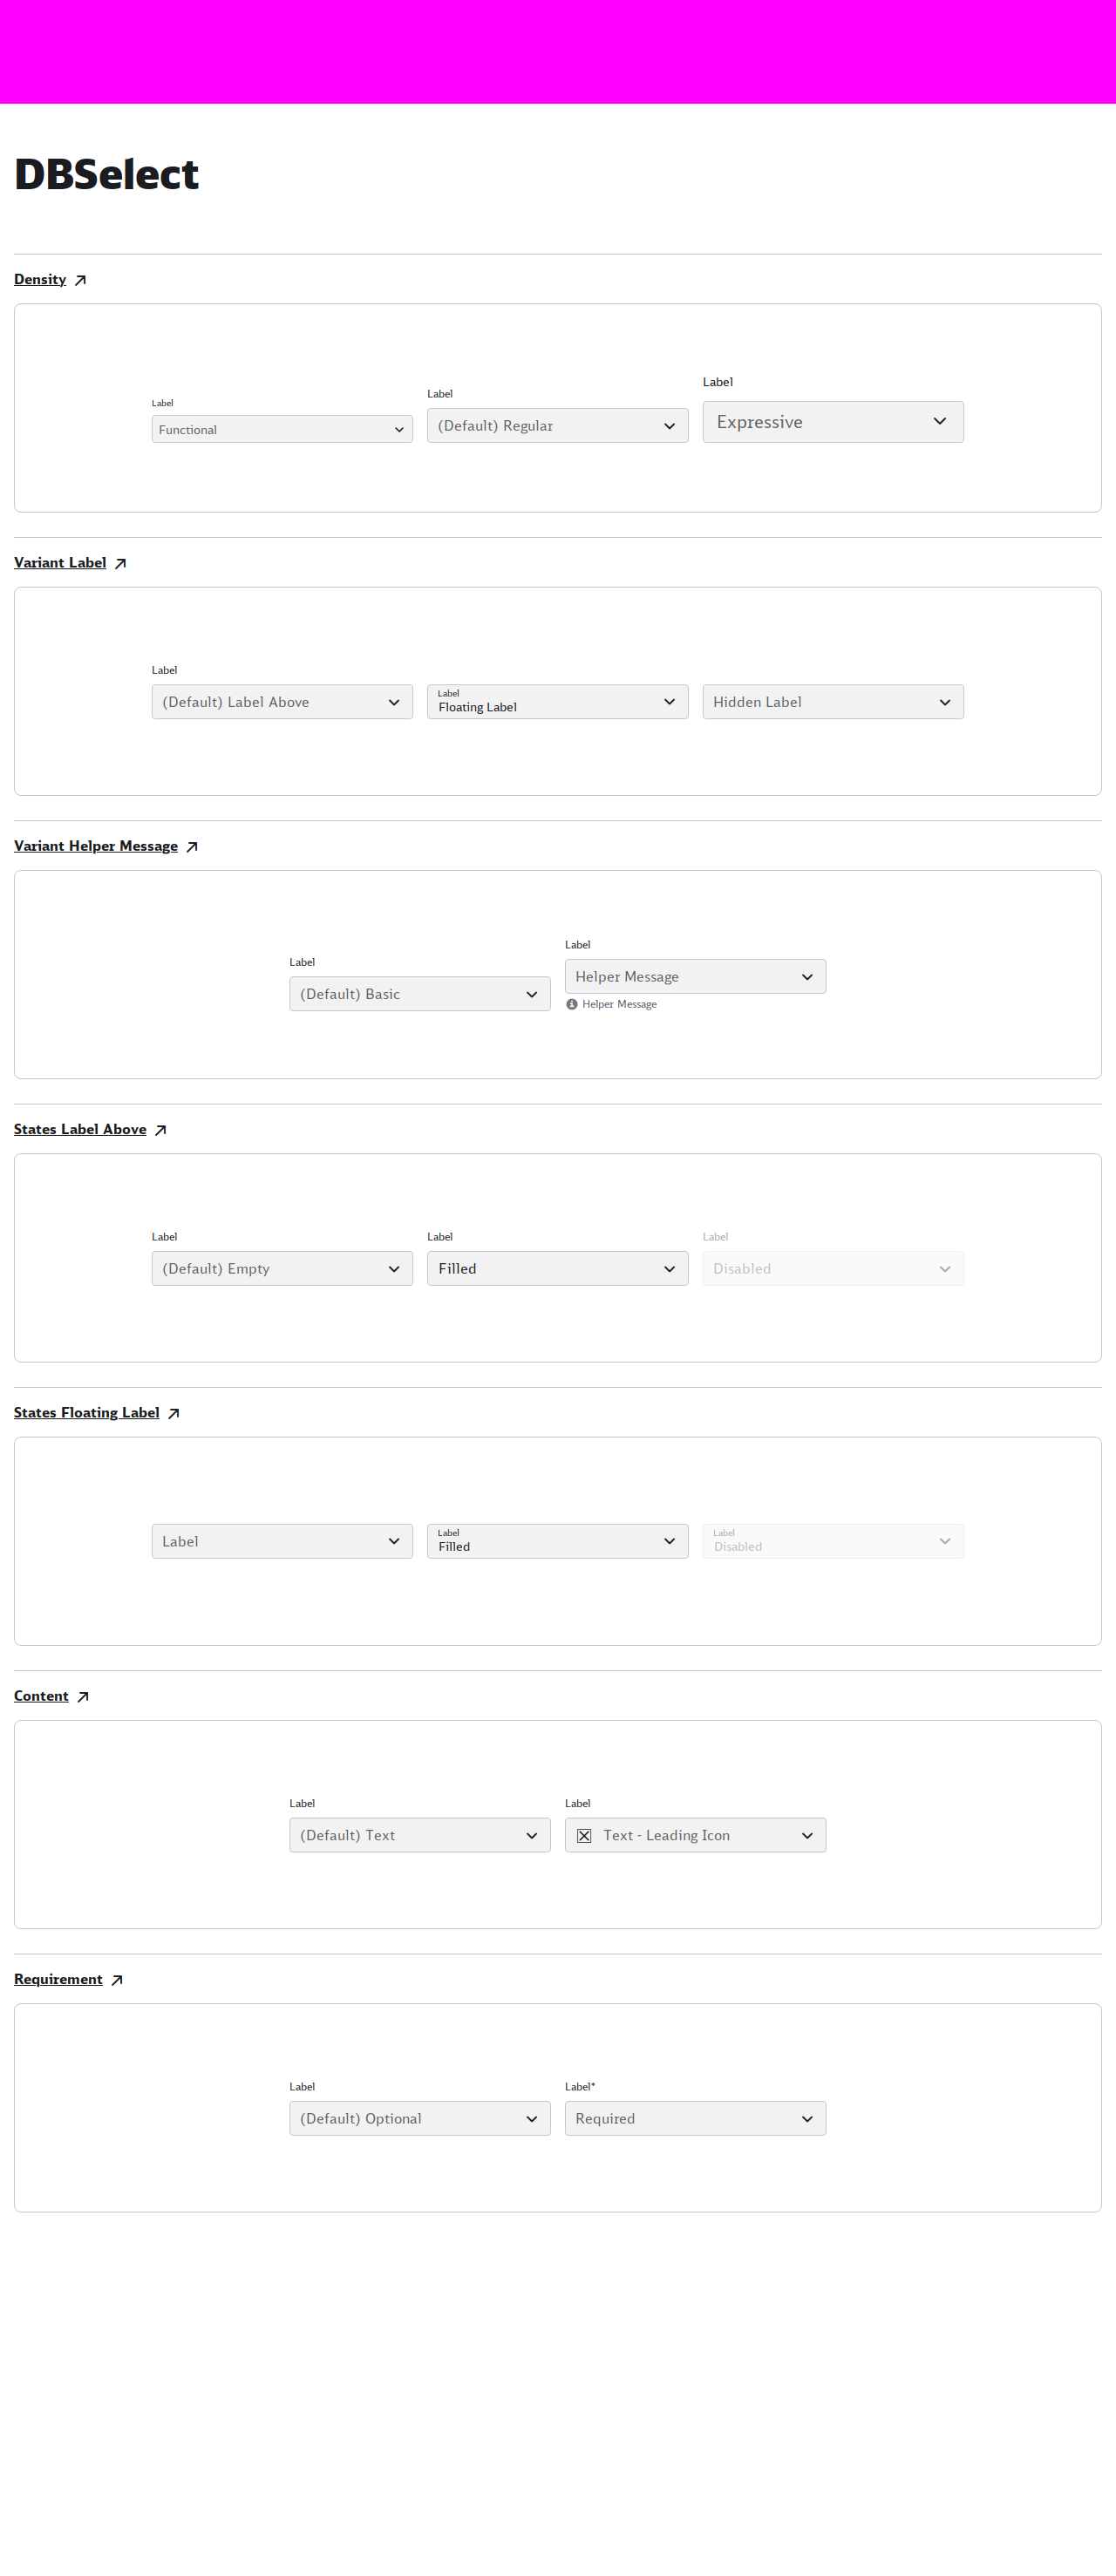 DBSelect
Density
Label
Functional
Label
(Default) Regular
Label
Expressive
Variant Label
Label
(Default) Label Above
Label
Floating Label
Hidden Label
Variant Helper Message
Label
(Default) Basic
Label
Helper Message
Helper Message
States Label Above
Label
(Default) Empty
Label
Filled
Label
Disabled
States Floating Label
Label
Label
Filled
Label
Disabled
Content
Label
(Default) Text
Label
Text - Leading Icon
Requirement
Label
(Default) Optional
Label*
Required